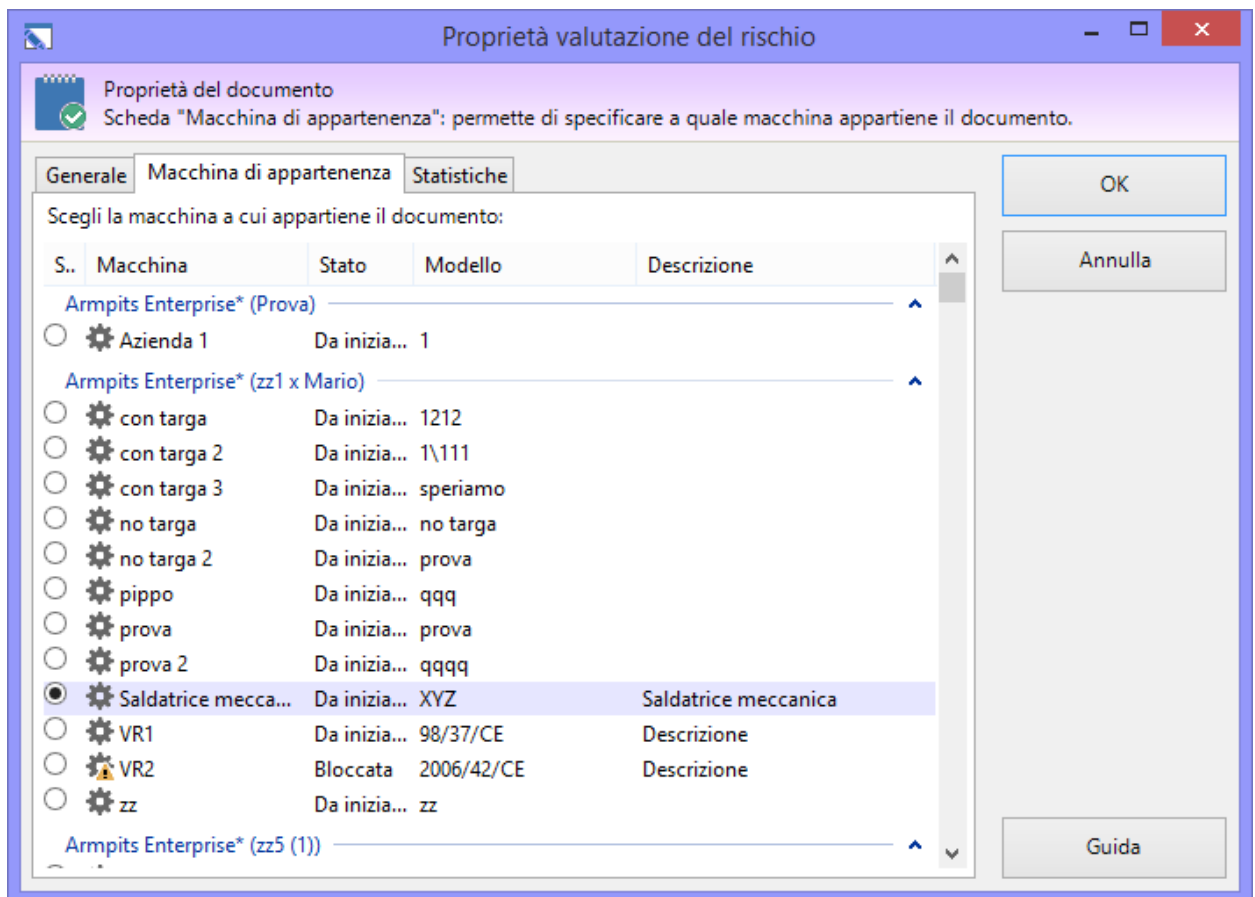 Proprietà valutazione del rischio
Proprietà del documento
Scheda "Macchina di appartenenza": permette di specificare a quale macchina appartiene il documento.
Generale Macchina di appartenenza Statistiche
OK
Scegli la macchina a cui appartiene il documento:
Annulla
S.. Macchina Stato Modello Descrizione
Armpits Enterprise* (Prova)
Azienda 1 Da inizia... 1
Armpits Enterprise* (zz1 x Mario)
con targa Da inizia... 1212
con targa 2 Da inizia... 1\111
con targa 3 Da inizia... speriamo
no targa Da inizia... no targa
no targa 2 Da inizia... prova
pippo Da inizia... qqq
prova Da inizia... prova
prova 2 Da inizia... qqqq
Saldatrice mecca... Da inizia... XYZ Saldatrice meccanica
VR1 Da inizia... 98/37/CE Descrizione
VR2 Bloccata 2006/42/CE Descrizione
zz Da inizia... zz
Armpits Enterprise* (zz5 (1))
Guida